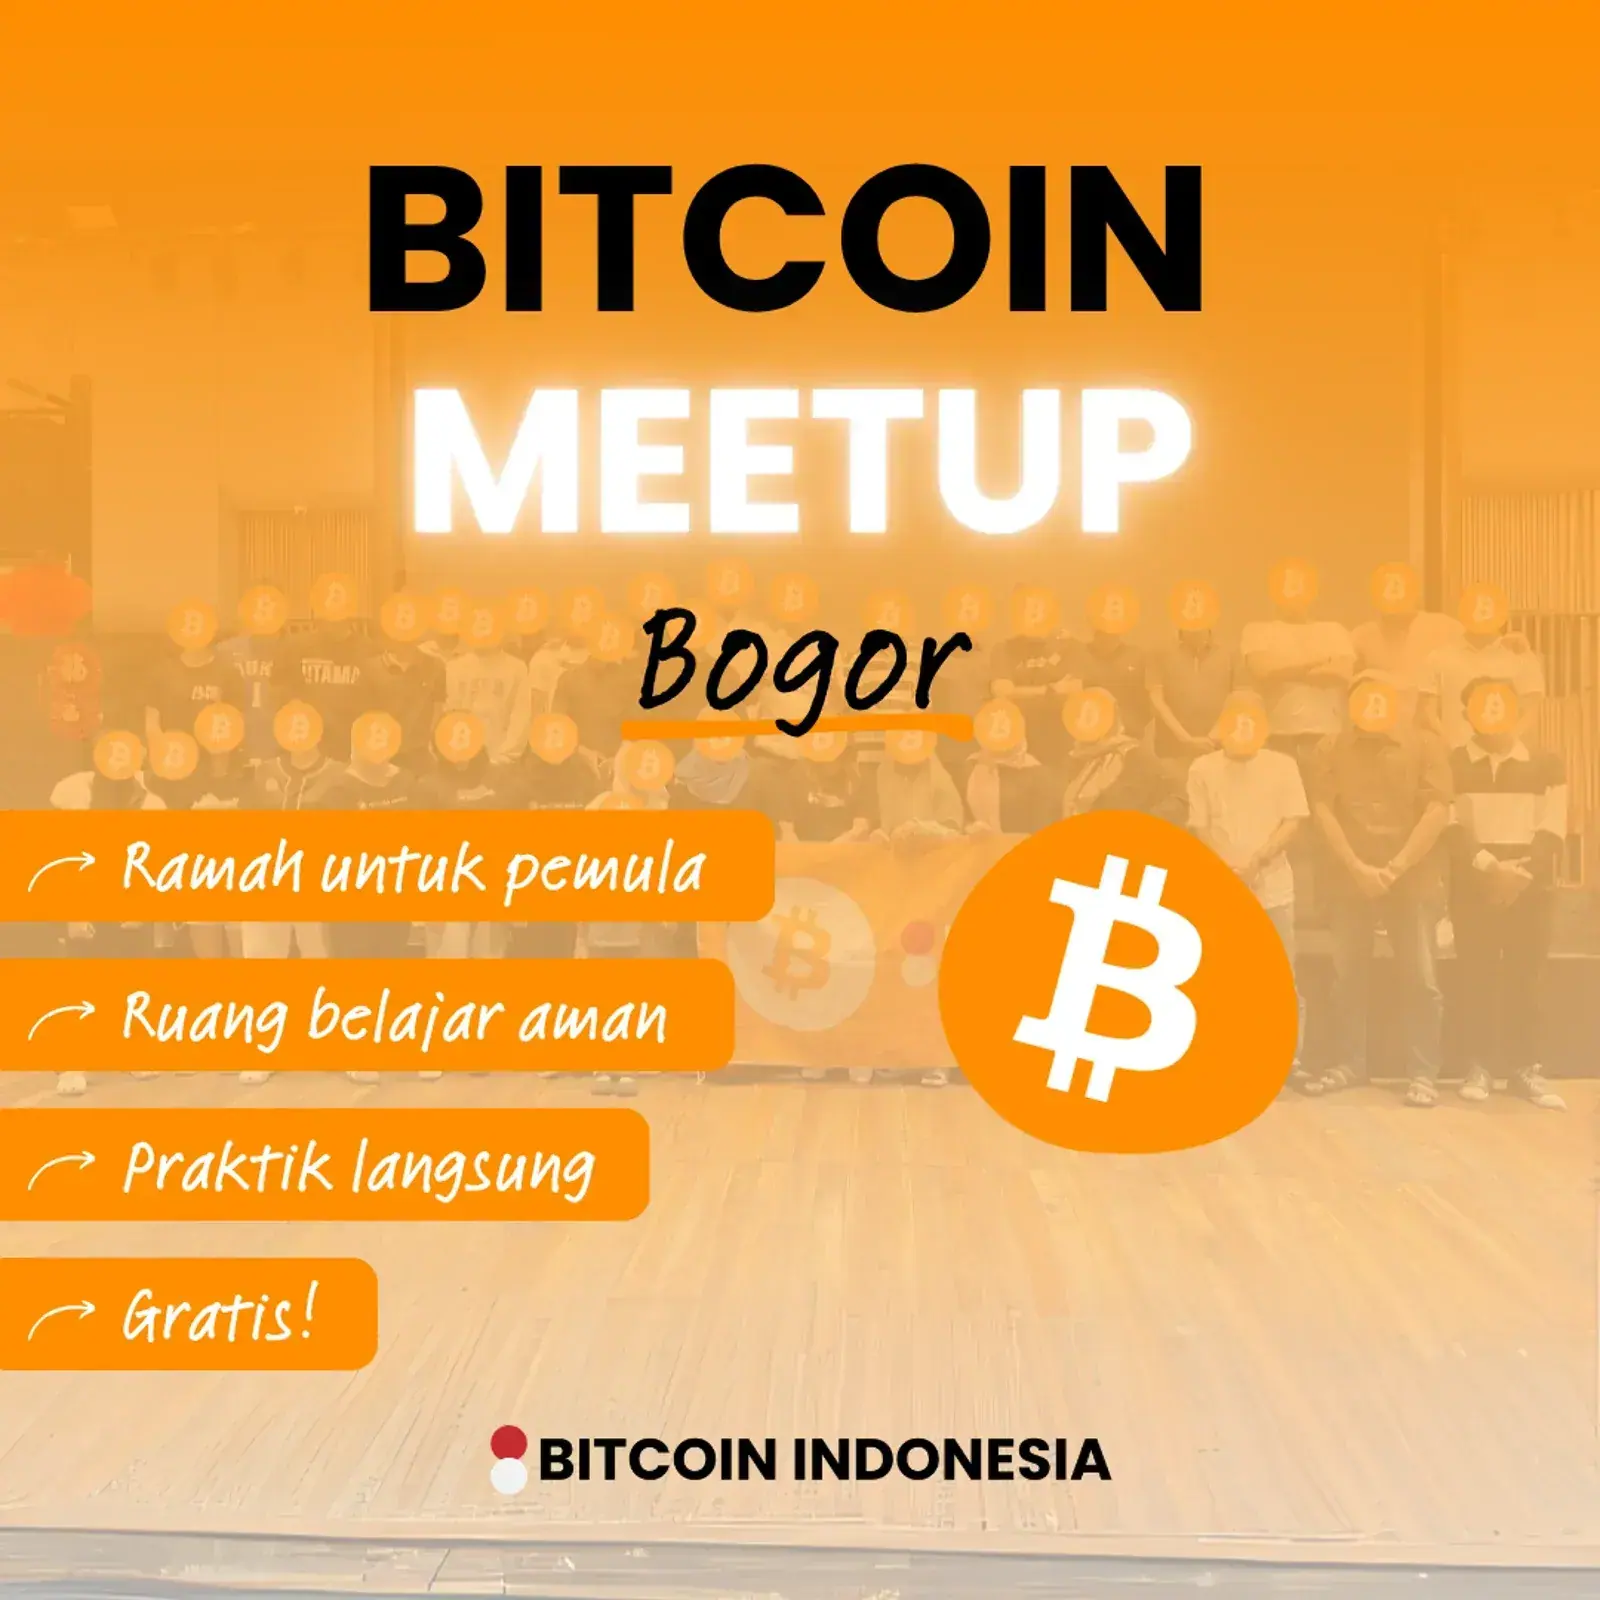 BITCOIN
MEETUP
Bogor
Ramah untuk pemula
Ruang belajar aman
Praktik langsung
Gratis!
BITCOIN INDONESIA